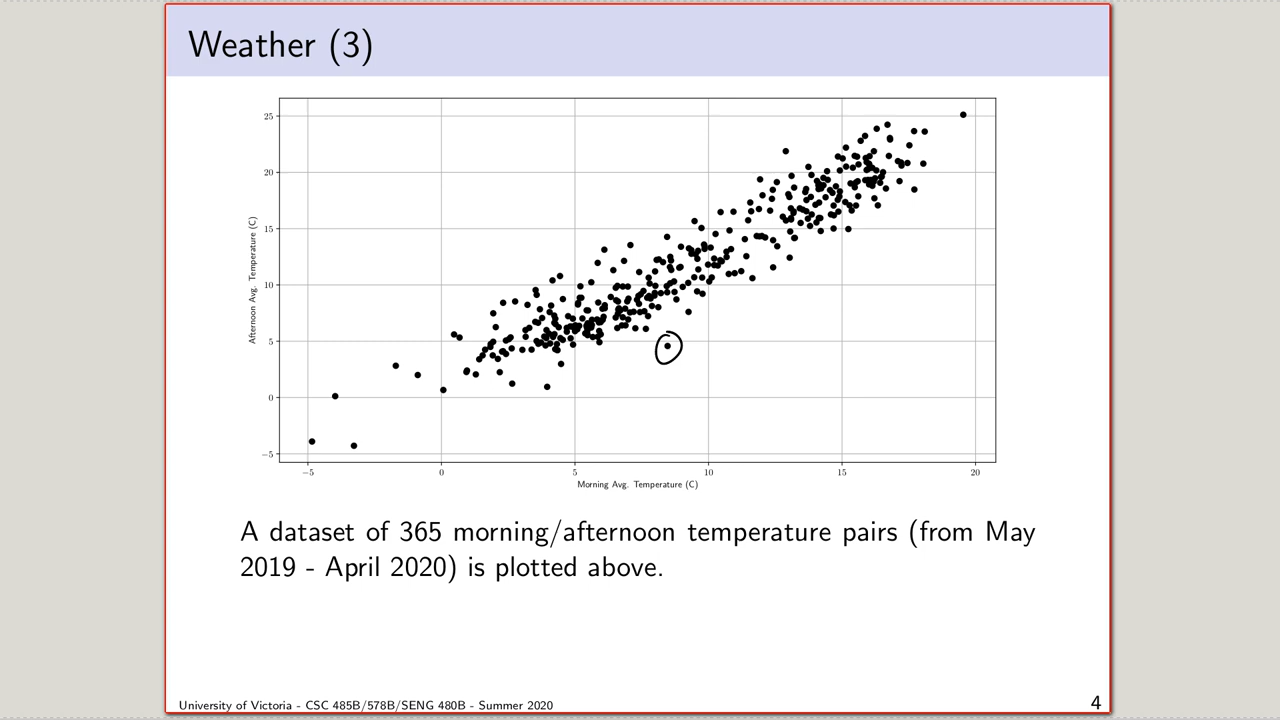 Weather (3)
25
20
15
10
5
0
−5
Afternoon Avg. Temperature (C)
−5 0 5 10 15 20
Morning Avg. Temperature (C)
A dataset of 365 morning/afternoon temperature pairs (from May
2019 - April 2020) is plotted above.
University of Victoria - CSC 485B/578B/SENG 480B - Summer 2020 4